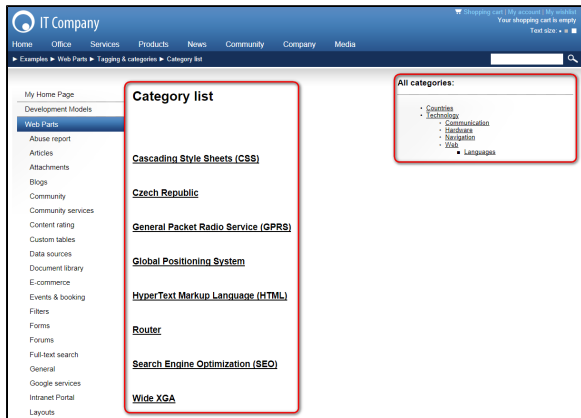 Shopping cart | My account | My wishlist
Your shopping cart is empty
Text size:
IT Company
Home Office Services Products News Community Company Media
► Examples ► Web Parts ► Tagging & categories ► Category list
My Home Page
Development Models
Web Parts
Abuse report
Articles
Attachments
Blogs
Community
Community services
Content rating
Custom tables
Data sources
Document library
E-commerce
Events & booking
Filters
Forms
Forums
Full-text search
General
Google services
Intranet Portal
Layouts
Category list
Cascading Style Sheets (CSS)
Czech Republic
General Packet Radio Service (GPRS)
Global Positioning System
HyperText Markup Language (HTML)
Router
Search Engine Optimization (SEO)
Wide XGA
All categories:
Countries
Technology
Communication
Hardware
Navigation
Web
Languages